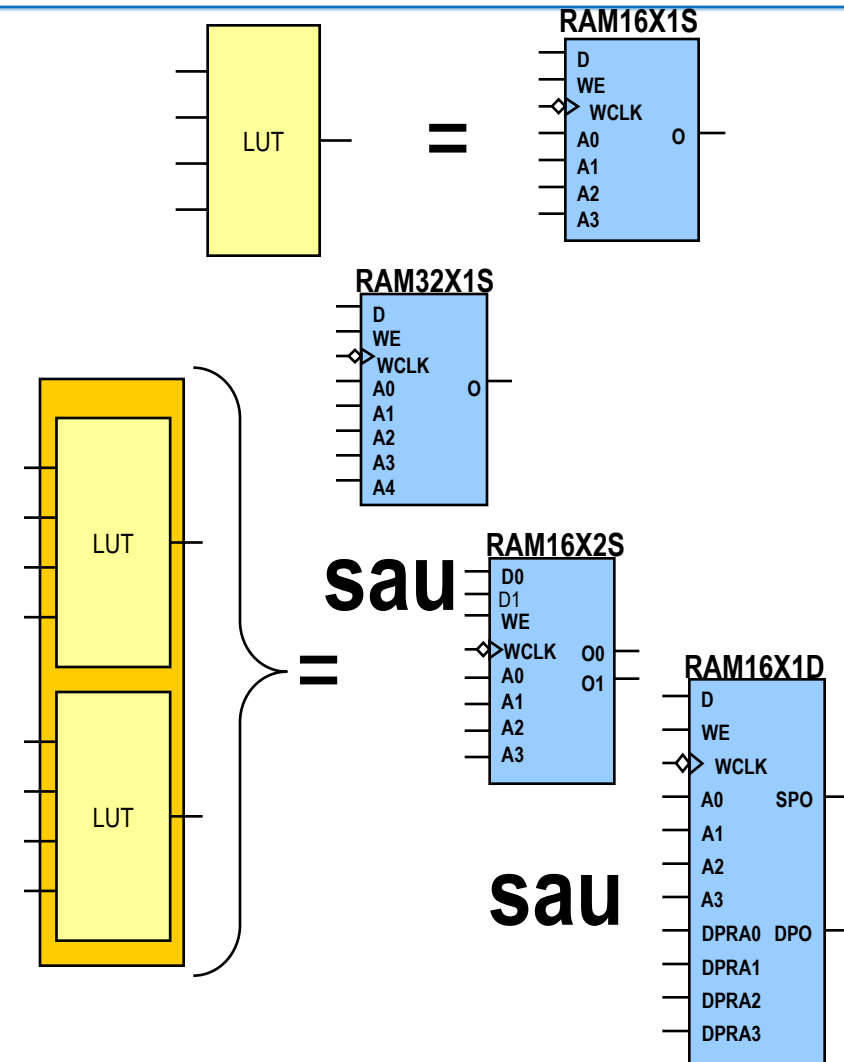 RAM16X1S
LUT
=
D
WE
WCLK
A0
O
A1
A2
A3
RAM32X1S
D
WE
WCLK
A0
O
A1
A2
A3
A4
LUT
LUT
=
sau
RAM16X2S
D0
D1
WE
WCLK
O0
A0
O1
A1
A2
A3
sau
RAM16X1D
D
WE
WCLK
A0
SPO
A1
A2
A3
DPRA0
DPO
DPRA1
DPRA2
DPRA3